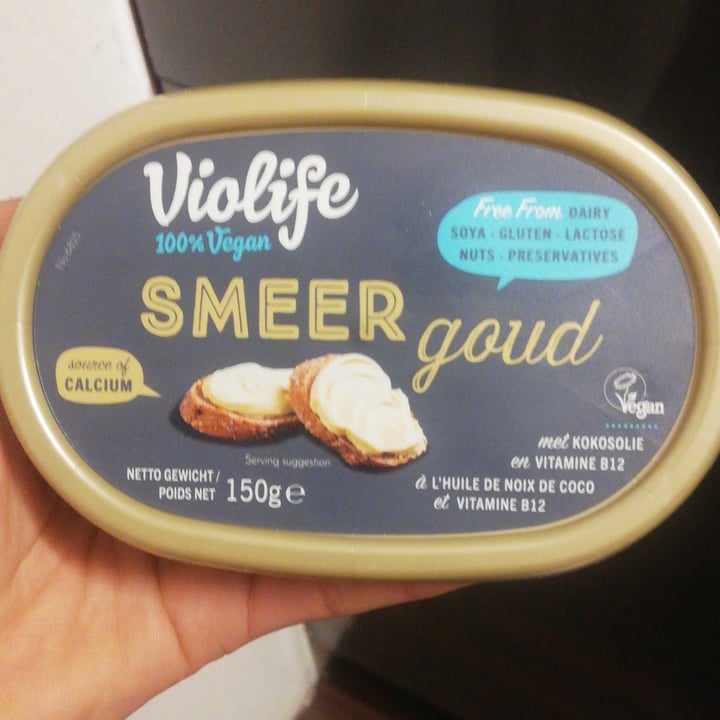 Violife
100% Vegan
Free From DAIRY
SOYA · GLUTEN · LACTOSE
NUTS · PRESERVATIVES
SMEER goud
source of
CALCIUM
Vegan
Serving suggestion
met KOKOSOLIE
en VITAMINE B12
NETTO GEWICHT/
POIDS NET 150g e
à L'HUILE DE NOIX DE COCO
et VITAMINE B12